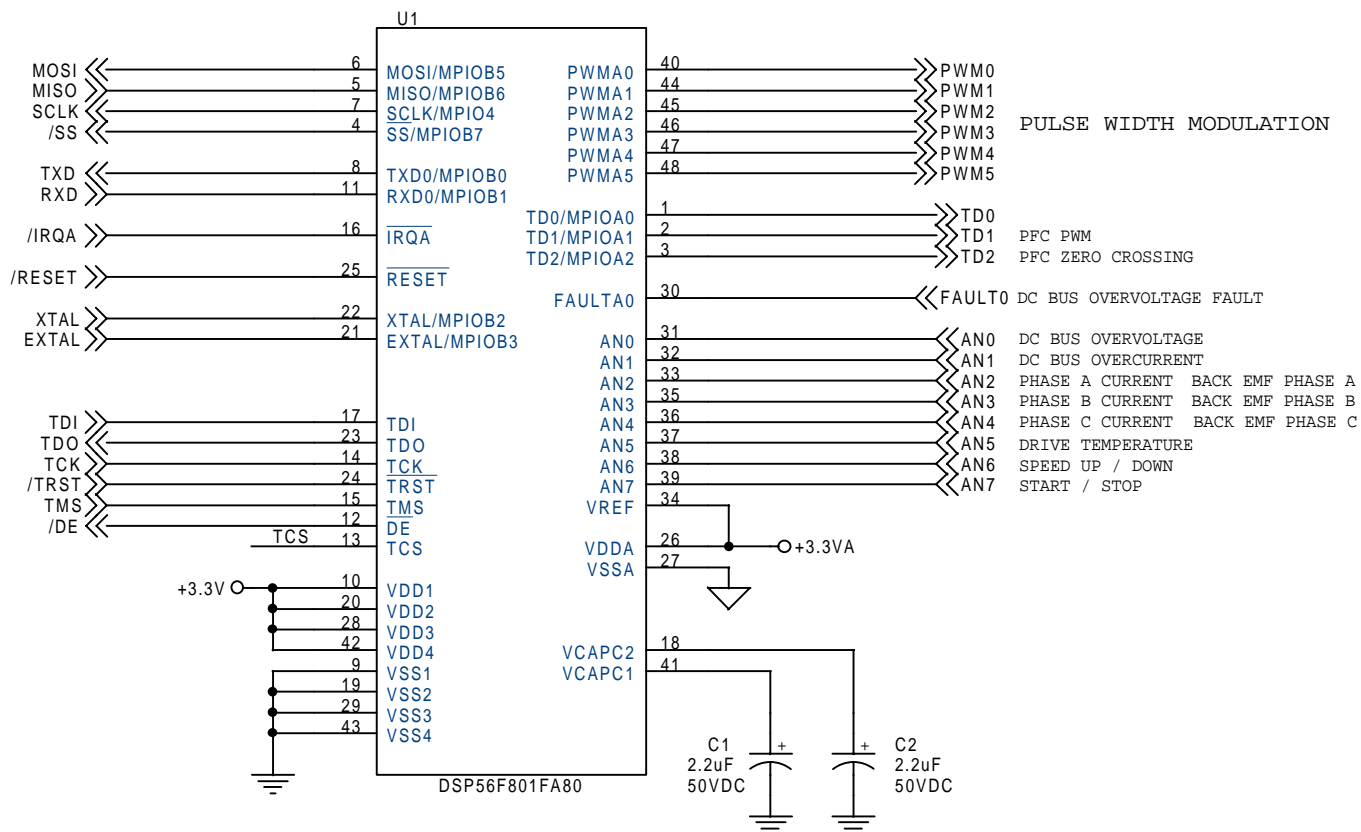 U1
MOSI 6 MOSI/MPIOB5 PWMA0 40 PWM0
MISO 5 MISO/MPIOB6 PWMA1 44 PWM1
SCLK 7 SCLK/MPIO4 PWMA2 45 PWM2
/SS 4 SS/MPIOB7 PWMA3 46 PWM3 PULSE WIDTH MODULATION
PWMA4 47 PWM4
TXD 8 TXD0/MPIOB0 PWMA5 48 PWM5
RXD 11 RXD0/MPIOB1
TD0/MPIOA0 1 TD0
/IRQA 16 IRQA TD1/MPIOA1 2 TD1 PFC PWM
TD2/MPIOA2 3 TD2 PFC ZERO CROSSING
/RESET 25 RESET
FAULTA0 30 FAULT0 DC BUS OVERVOLTAGE FAULT
XTAL 22 XTAL/MPIOB2
EXTAL 21 EXTAL/MPIOB3 AN0 31 AN0 DC BUS OVERVOLTAGE
AN1 32 AN1 DC BUS OVERCURRENT
AN2 33 AN2 PHASE A CURRENT BACK EMF PHASE A
AN3 35 AN3 PHASE B CURRENT BACK EMF PHASE B
TDI 17 TDI AN4 36 AN4 PHASE C CURRENT BACK EMF PHASE C
TDO 23 TDO AN5 37 AN5 DRIVE TEMPERATURE
TCK 14 TCK AN6 38 AN6 SPEED UP / DOWN
/TRST 24 TRST AN7 39 AN7 START / STOP
TMS 15 TMS VREF 34
/DE 12 DE
TCS 13 TCS VDDA 26 +3.3VA
VSSA 27
+3.3V 10 VDD1
20 VDD2
28 VDD3
42 VDD4 VCAPC2 18
9 VSS1 VCAPC1 41
19 VSS2
29 VSS3
43 VSS4
C1 + C2 +
2.2uF 2.2uF
50VDC 50VDC
DSP56F801FA80